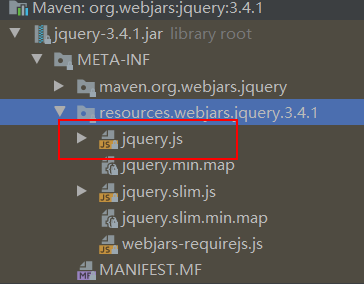 Maven: org.webjars:jquery:3.4.1
jquery-3.4.1.jar library root
META-INF
maven.org.webjars.jquery
resources.webjars.jquery.3.4.1
JS jquery.js
jquery.min.map
JS jquery.slim.js
jquery.slim.min.map
JS webjars-requirejs.js
MF MANIFEST.MF